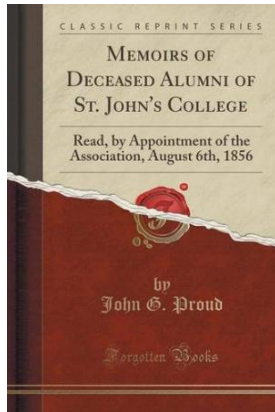 CLASSIC REPRINT SERIES
MEMOIRS OF
DECEASED ALUMNI OF
ST. JOHN'S COLLEGE
Read, by Appointment of the
Association, August 6th, 1856
by
John G. Proud
Forgotten Books